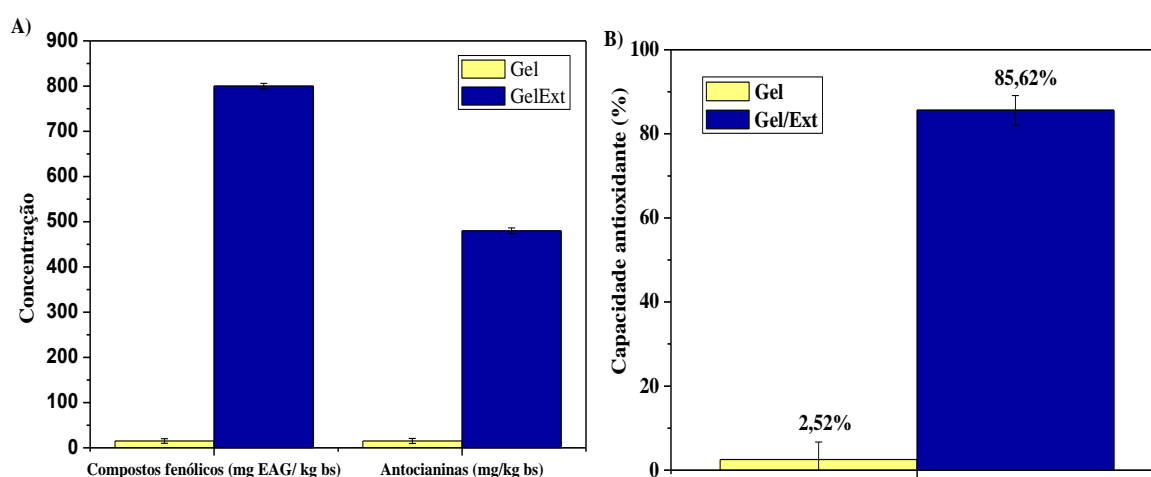 A)
Concentração
900
800
700
600
500
400
300
200
100
0
Gel
GelExt
Compostos fenólicos (mg EAG/ kg bs)
Antocianinas (mg/kg bs)
B)
Capacidade antioxidante (%)
100
80
60
40
20
0
Gel
Gel/Ext
2,52%
85,62%